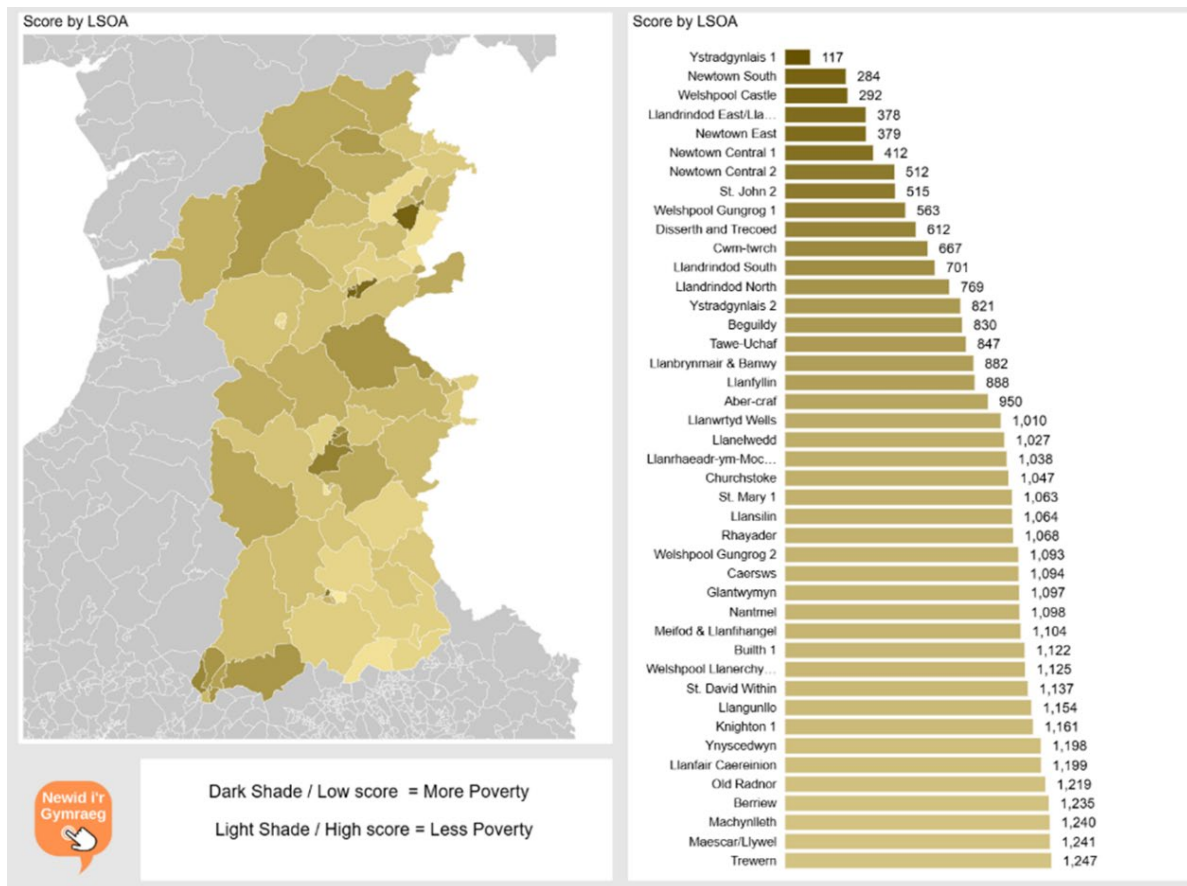 Score by LSOA
Newid i'r
Gymraeg
Dark Shade / Low score = More Poverty
Light Shade / High score = Less Poverty
Score by LSOA
Ystradgynlais 1 117
Newtown South 284
Welshpool Castle 292
Llandrindod East/Lla... 378
Newtown East 379
Newtown Central 1 412
Newtown Central 2 512
St. John 2 515
Welshpool Gungrog 1 563
Disserth and Trecoed 612
Cwm-twrch 667
Llandrindod South 701
Llandrindod North 769
Ystradgynlais 2 821
Beguildy 830
Tawe-Uchaf 847
Llanbrynmair & Banwy 882
Llanfyllin 888
Aber-craf 950
Llanwrtyd Wells 1,010
Llanelwedd 1,027
Llanrhaeadr-ym-Moc... 1,038
Churchstoke 1,047
St. Mary 1 1,063
Llansilin 1,064
Rhayader 1,068
Welshpool Gungrog 2 1,093
Caersws 1,094
Glantwymyn 1,097
Nantmel 1,098
Meifod & Llanfihangel 1,104
Builth 1 1,122
Welshpool Llanerchy... 1,125
St. David Within 1,137
Llangunllo 1,154
Knighton 1 1,161
Ynyscedwyn 1,198
Llanfair Caereinion 1,199
Old Radnor 1,219
Berriew 1,235
Machynlleth 1,240
Maescar/Llywel 1,241
Trewern 1,247